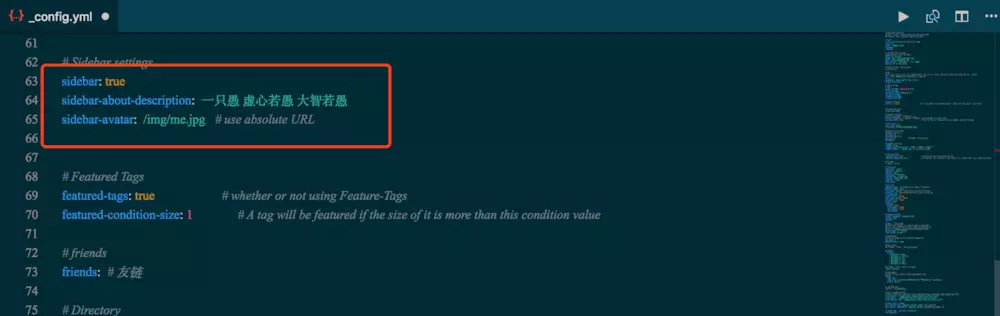 {..} _config.yml
61
62 # Sidebar settings
63 sidebar: true
64 sidebar-about-description: 一只愚 虚心若愚 大智若愚
65 sidebar-avatar: /img/me.jpg # use absolute URL
66
67
68 # Featured Tags
69 featured-tags: true # whether or not using Feature-Tags
70 featured-condition-size: 1 # A tag will be featured if the size of it is more than this condition value
71
72 # friends
73 friends: # 友链
74
75 # Directory